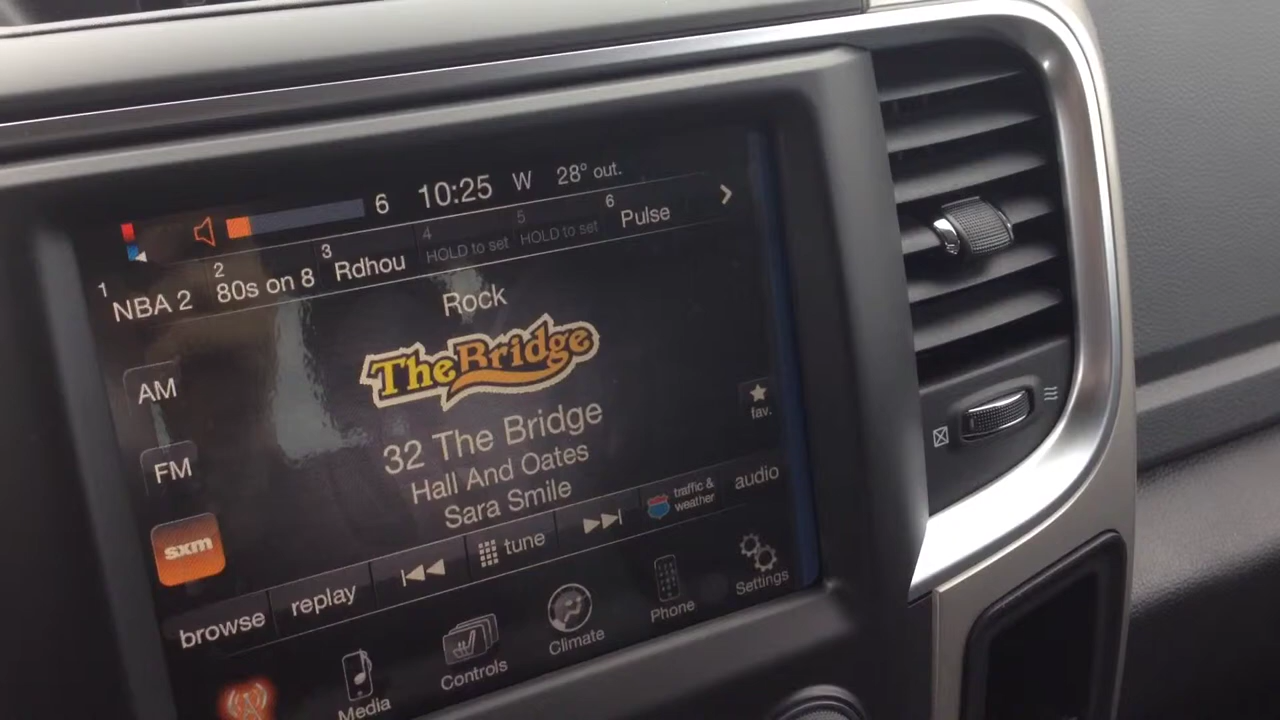 6 10:25 W 28° out.
1 NBA 2 2 80s on 8 3 Rdhou 4 HOLD to set 5 HOLD to set 6 Pulse
Rock
The Bridge
AM
32 The Bridge
fav.
Hall And Oates
FM
Sara Smile
sxm
browse replay tune traffic & weather audio
Media Controls Climate Phone Settings